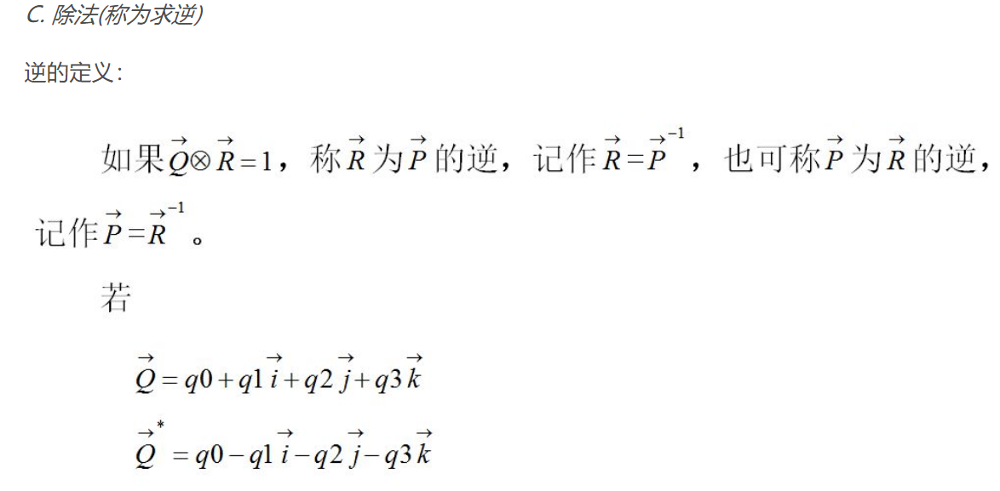 C. 除法(称为求逆)
逆的定义：
如果$\vec{Q} \otimes \vec{R} = 1$，称$\vec{R}$为$\vec{P}$的逆，记作$\vec{R} = \vec{P}^{-1}$，也可称$\vec{P}$为$\vec{R}$的逆，
记作$\vec{P} = \vec{R}^{-1}$。
若
$\vec{Q} = q0 + q1\vec{i} + q2\vec{j} + q3\vec{k}$
$\vec{Q}^{*} = q0 - q1\vec{i} - q2\vec{j} - q3\vec{k}$